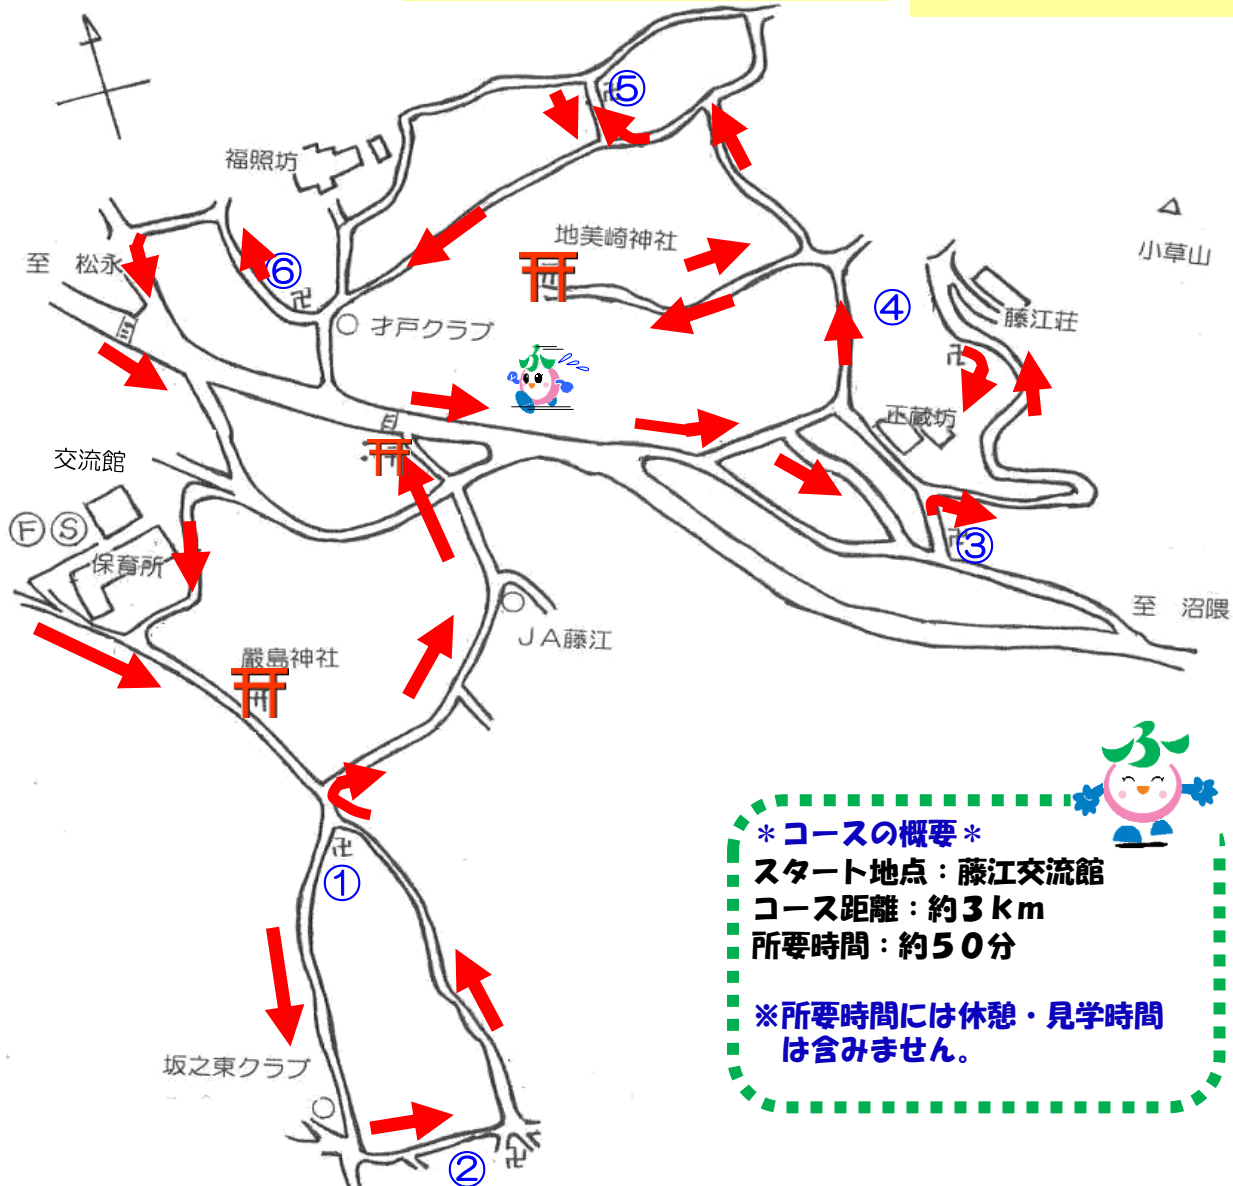 ⑤
福照坊
地美崎神社
小草山
至 松永
⑥
④
藤江荘
才戸クラブ
ふ
正蔵坊
交流館
Ⓕ Ⓢ
③
保育所
至 沼隈
JA藤江
嚴島神社
ふ
*コースの概要*
スタート地点:藤江交流館
コース距離:約3km
所要時間:約50分
※所要時間には休憩・見学時間
は含みません。
①
坂之東クラブ
②